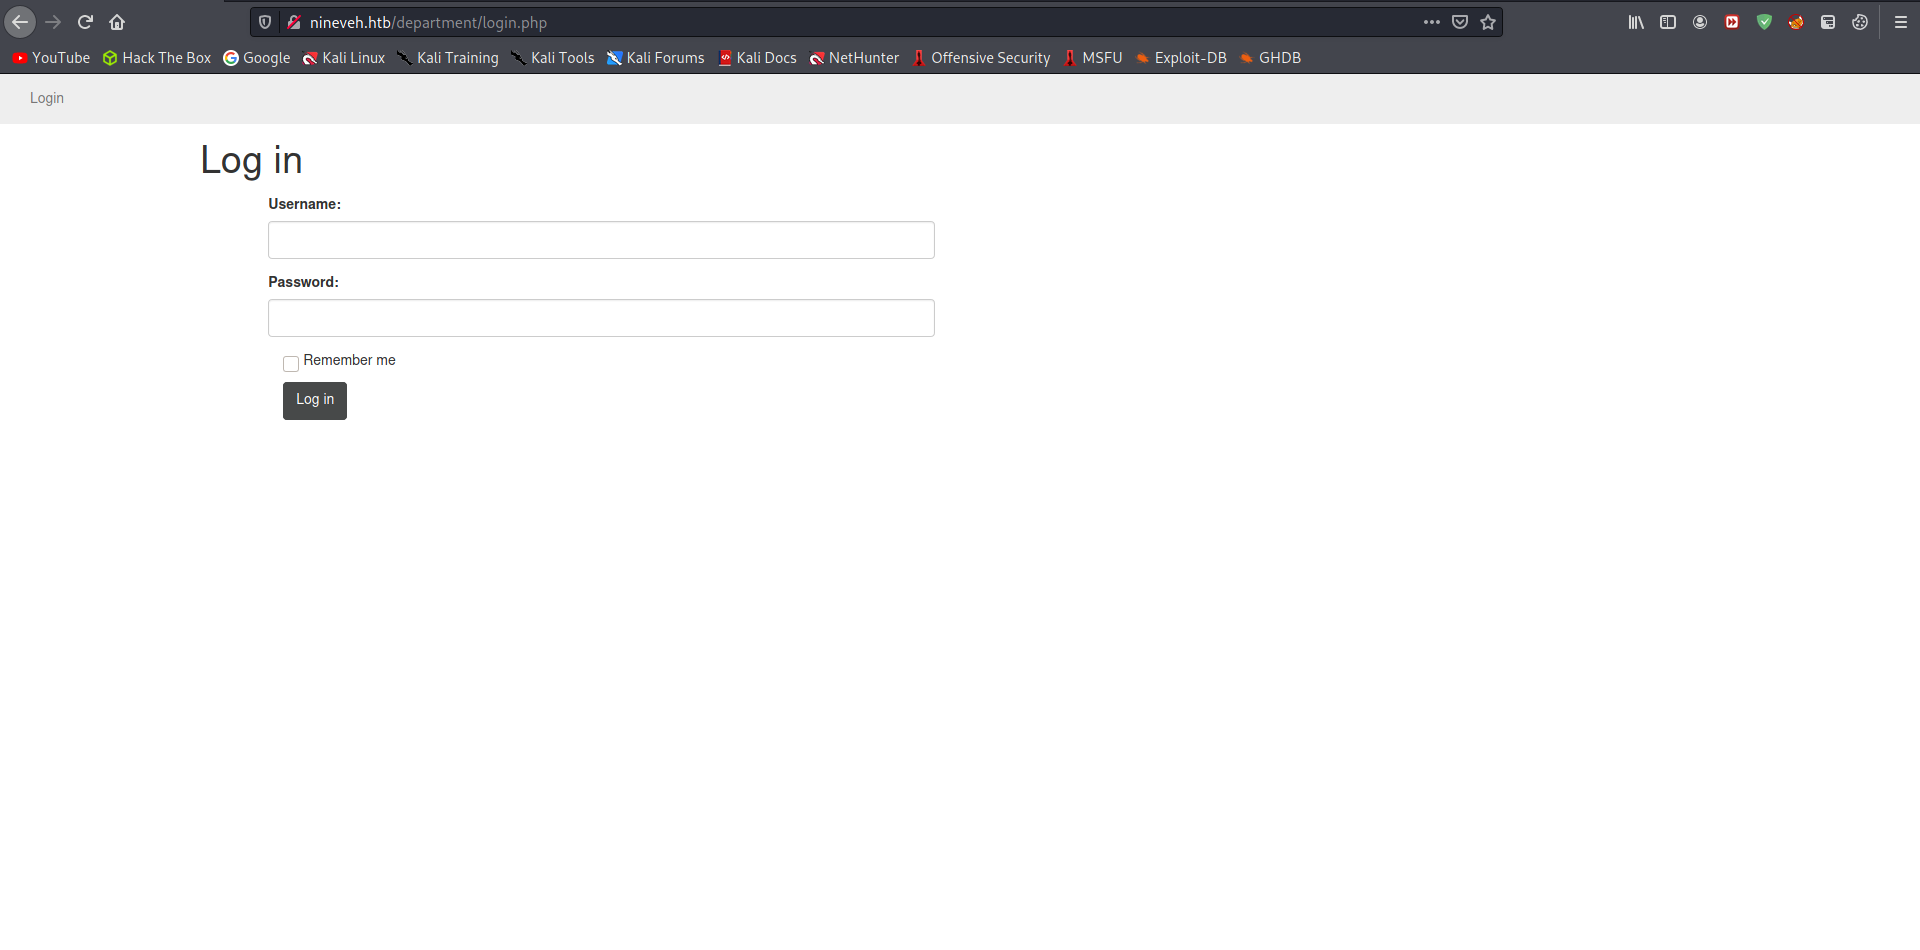 nineveh.htb/department/login.php
YouTube Hack The Box Google Kali Linux Kali Training Kali Tools Kali Forums Kali Docs NetHunter Offensive Security MSFU Exploit-DB GHDB
Login
Log in
Username:
Password:
Remember me
Log in